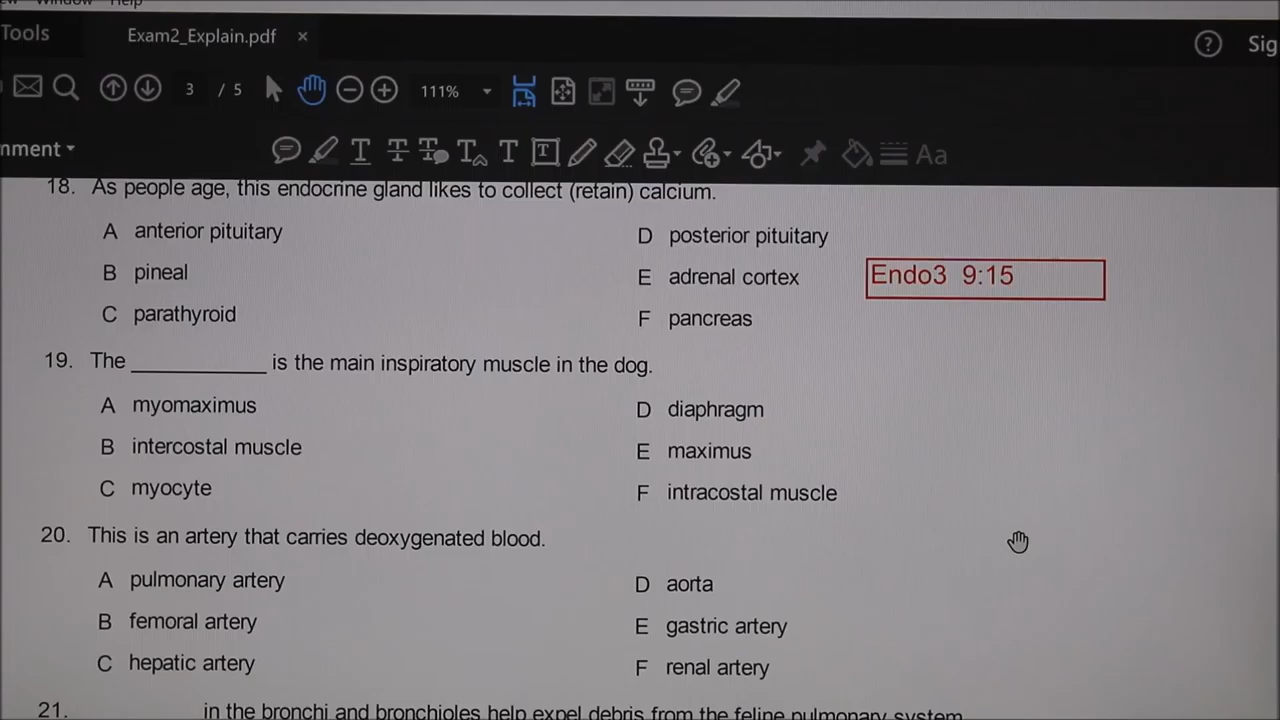 Window Help
Tools Exam2_Explain.pdf × ? Sig
3 / 5 111%
nment T T T T T T Aa
18. As people age, this endocrine gland likes to collect (retain) calcium.
A anterior pituitary D posterior pituitary
B pineal E adrenal cortex Endo3 9:15
C parathyroid F pancreas
19. The ___________ is the main inspiratory muscle in the dog.
A myomaximus D diaphragm
B intercostal muscle E maximus
C myocyte F intracostal muscle
20. This is an artery that carries deoxygenated blood.
A pulmonary artery D aorta
B femoral artery E gastric artery
C hepatic artery F renal artery
21. ___________ in the bronchi and bronchioles help expel debris from the feline pulmonary system.